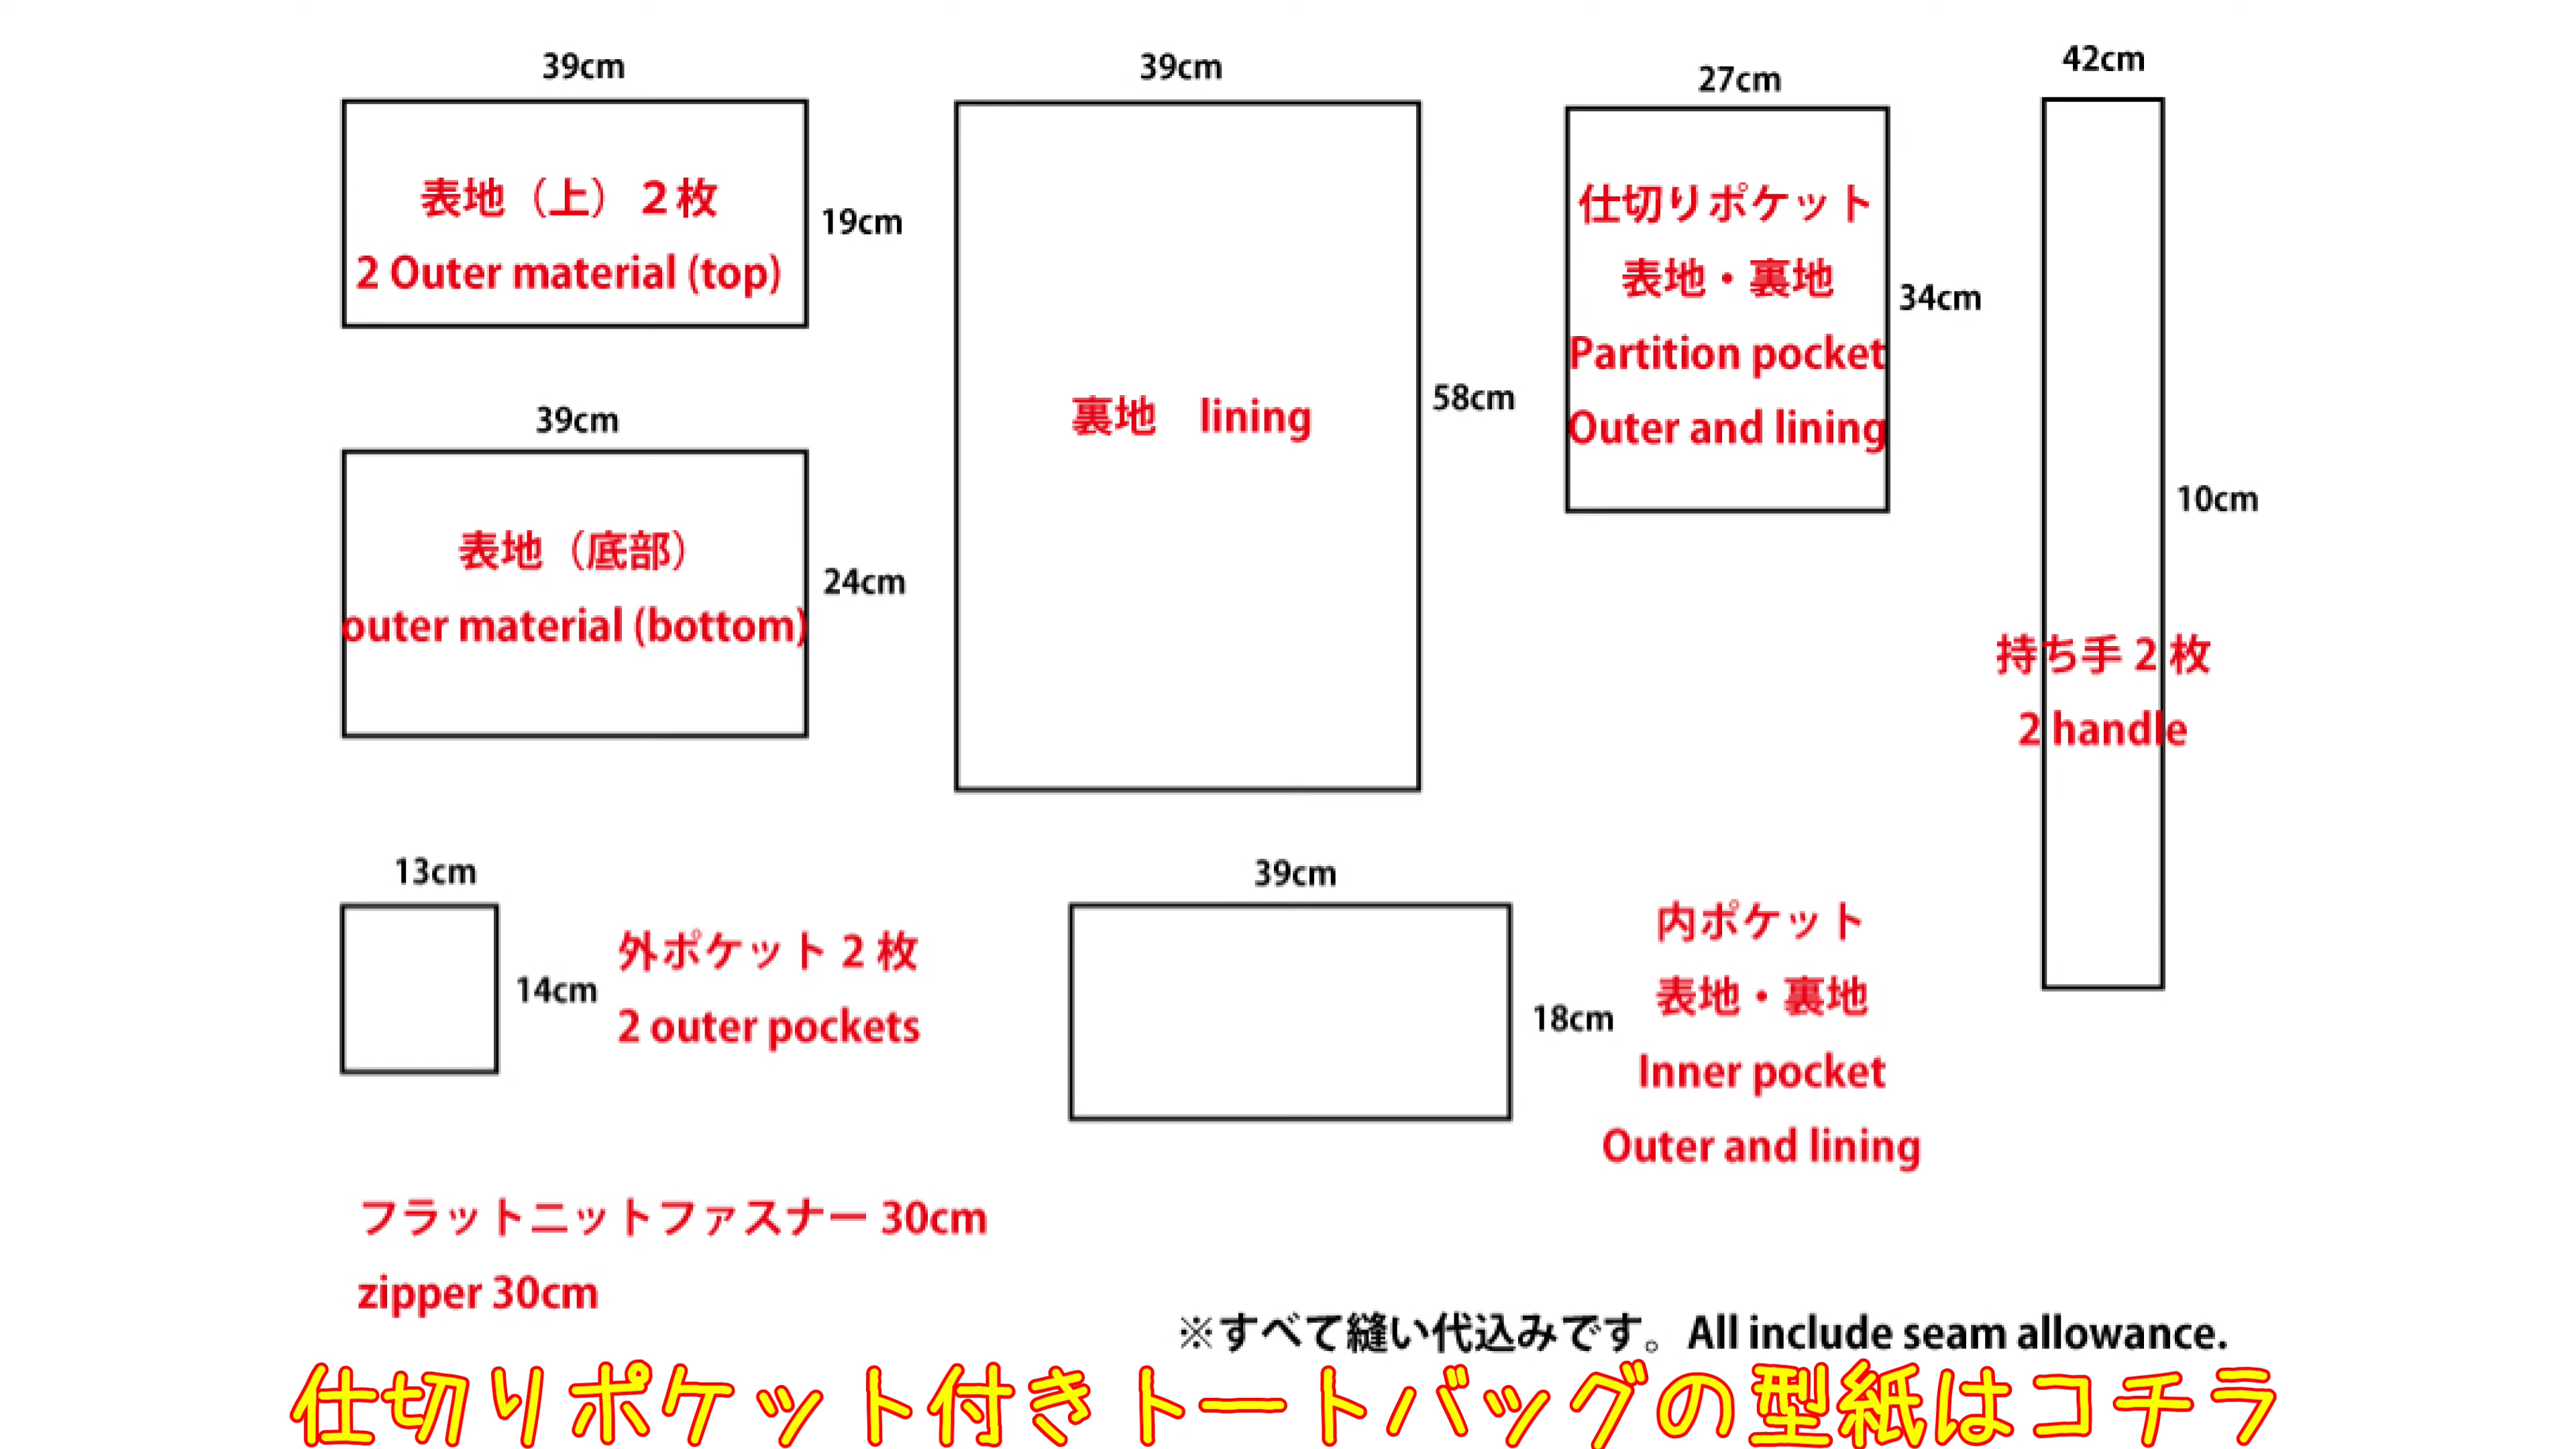 39cm
表地（上）２枚
2 Outer material (top)
19cm
39cm
裏地　lining
58cm
27cm
仕切りポケット
表地・裏地
Partition pocket
Outer and lining
34cm
42cm
10cm
持ち手 2 枚
2 handle
39cm
表地（底部）
outer material (bottom)
24cm
13cm
14cm
外ポケット 2 枚
2 outer pockets
39cm
18cm
内ポケット
表地・裏地
Inner pocket
Outer and lining
フラットニットファスナー 30cm
zipper 30cm
※すべて縫い代込みです。All include seam allowance.
仕切りポケット付きトートバッグの型紙はコチラ